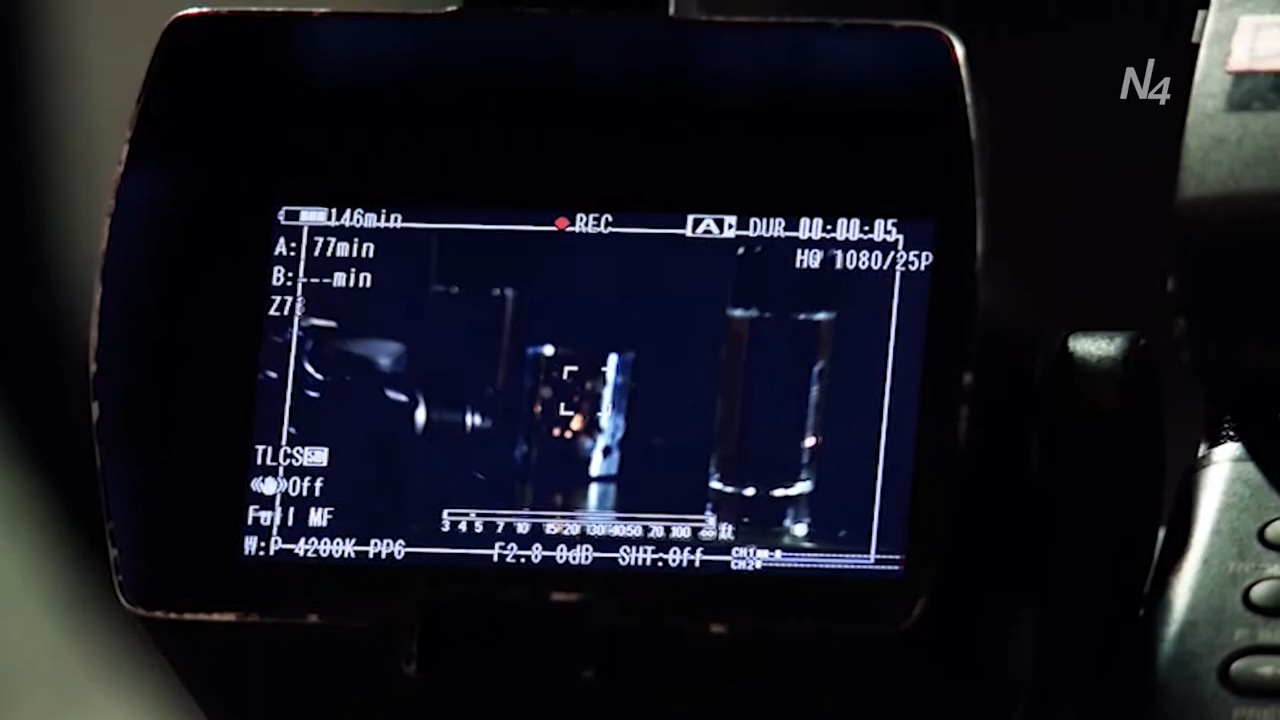 N4
146min
REC
A
DUR 00:00:05
A: 77min
HQ 1080/25P
B:---min
Z73
TLCS
Off
Full MF
3 4 5 7 10 15 20 30 40 50 70 100 ∞ ft
W:P 4200K PP6
F2.8 0dB SHT:Off
CH1
CH2